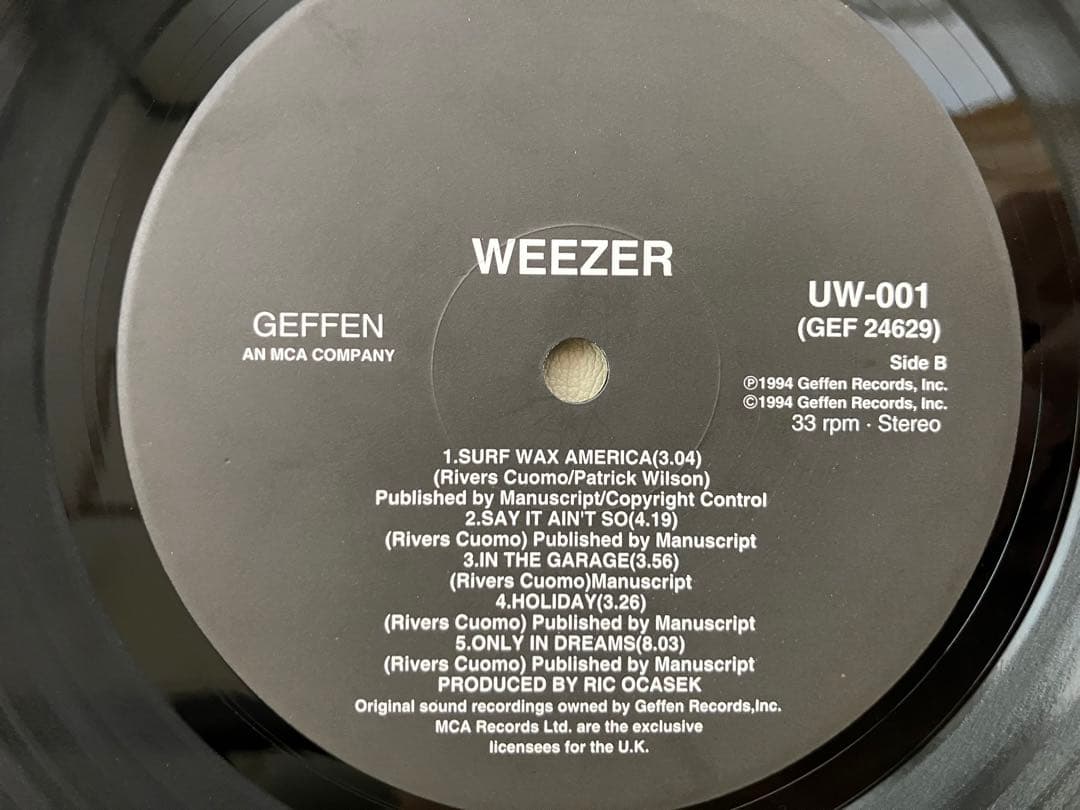 WEEZER
GEFFEN
AN MCA COMPANY
UW-001
(GEF 24629)
Side B
℗1994 Geffen Records, Inc.
©1994 Geffen Records, Inc.
33 rpm · Stereo
1.SURF WAX AMERICA(3.04)
(Rivers Cuomo/Patrick Wilson)
Published by Manuscript/Copyright Control
2.SAY IT AIN'T SO(4.19)
(Rivers Cuomo) Published by Manuscript
3.IN THE GARAGE(3.56)
(Rivers Cuomo)Manuscript
4.HOLIDAY(3.26)
(Rivers Cuomo) Published by Manuscript
5.ONLY IN DREAMS(8.03)
(Rivers Cuomo) Published by Manuscript
PRODUCED BY RIC OCASEK
Original sound recordings owned by Geffen Records,Inc.
MCA Records Ltd. are the exclusive
licensees for the U.K.